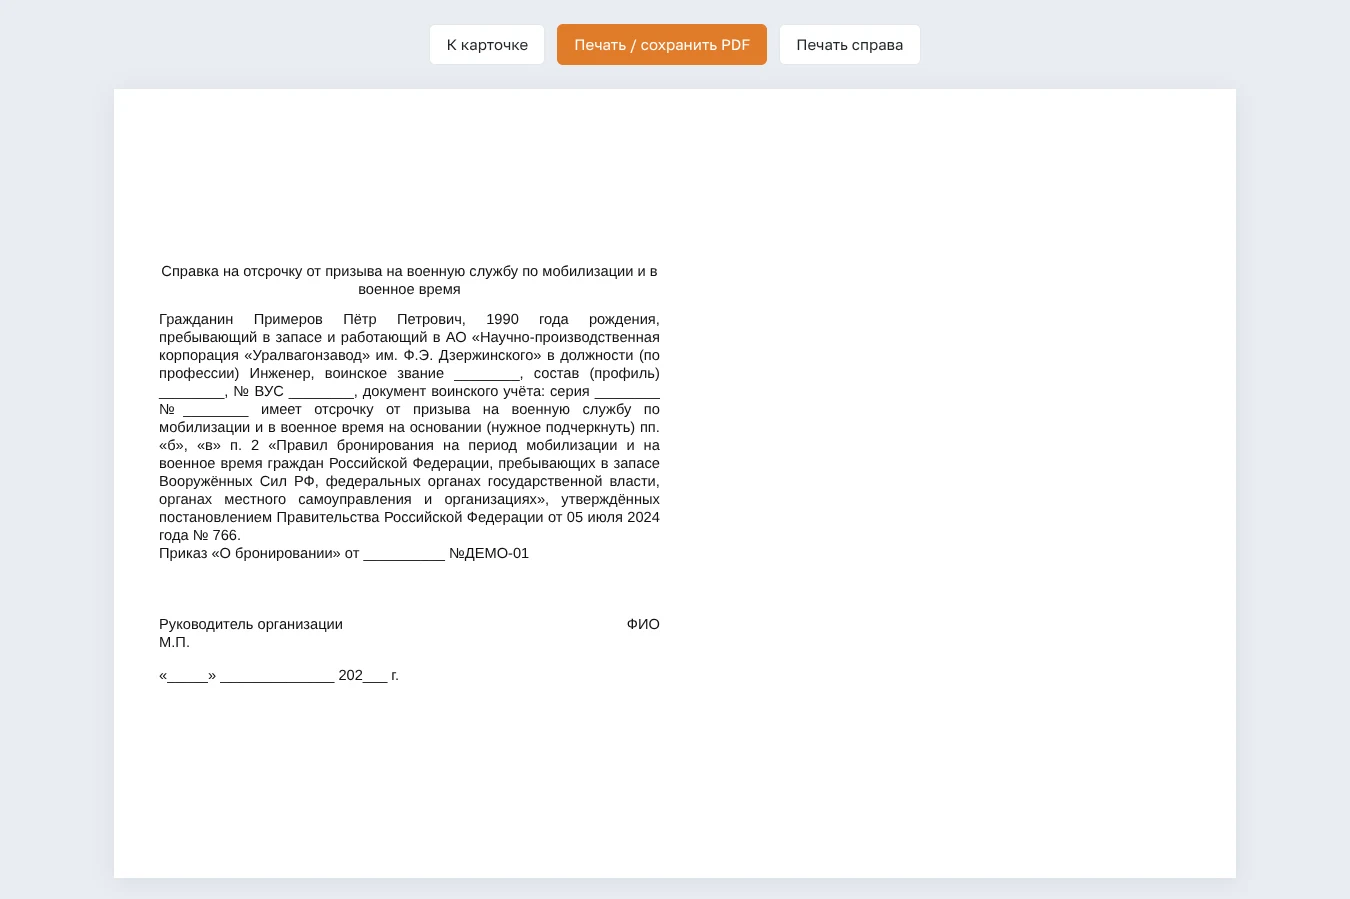 К карточке
Печать / сохранить PDF
Печать справа
Справка на отсрочку от призыва на военную службу по мобилизации и в
военное время
Гражданин Примеров Пётр Петрович, 1990 года рождения,
пребывающий в запасе и работающий в АО «Научно-производственная
корпорация «Уралвагонзавод» им. Ф.Э. Дзержинского» в должности (по
профессии) Инженер, воинское звание ________, состав (профиль)
________, № ВУС ________, документ воинского учёта: серия ________
№ ________ имеет отсрочку от призыва на военную службу по
мобилизации и в военное время на основании (нужное подчеркнуть) пп.
«б», «в» п. 2 «Правил бронирования на период мобилизации и на
военное время граждан Российской Федерации, пребывающих в запасе
Вооружённых Сил РФ, федеральных органах государственной власти,
органах местного самоуправления и организациях», утверждённых
постановлением Правительства Российской Федерации от 05 июля 2024
года № 766.
Приказ «О бронировании» от __________ №ДЕМО-01
Руководитель организации ФИО
М.П.
«_____» ______________ 202___ г.